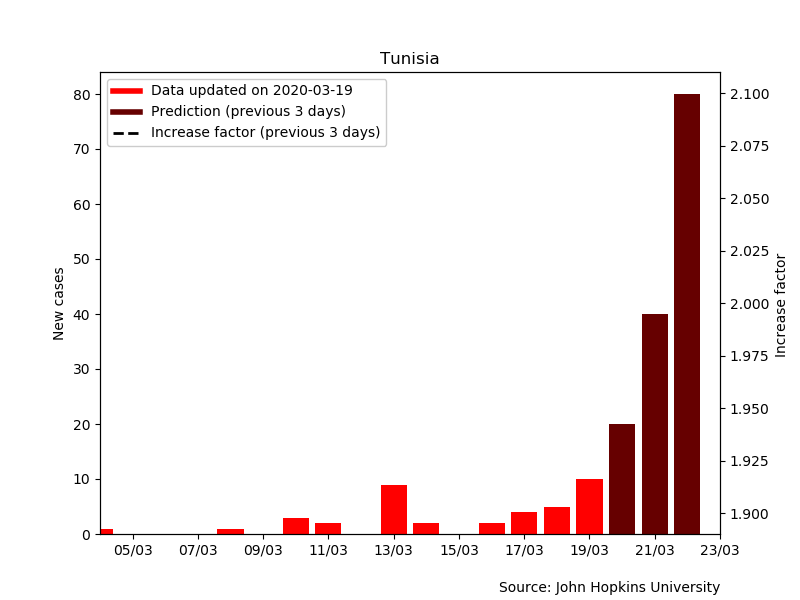 Tunisia
Data updated on 2020-03-19
Prediction (previous 3 days)
Increase factor (previous 3 days)
80
70
60
50
40
30
20
10
0
New cases
2.100
2.075
2.050
2.025
2.000
1.975
1.950
1.925
1.900
Increase factor
05/03 07/03 09/03 11/03 13/03 15/03 17/03 19/03 21/03 23/03
Source: John Hopkins University